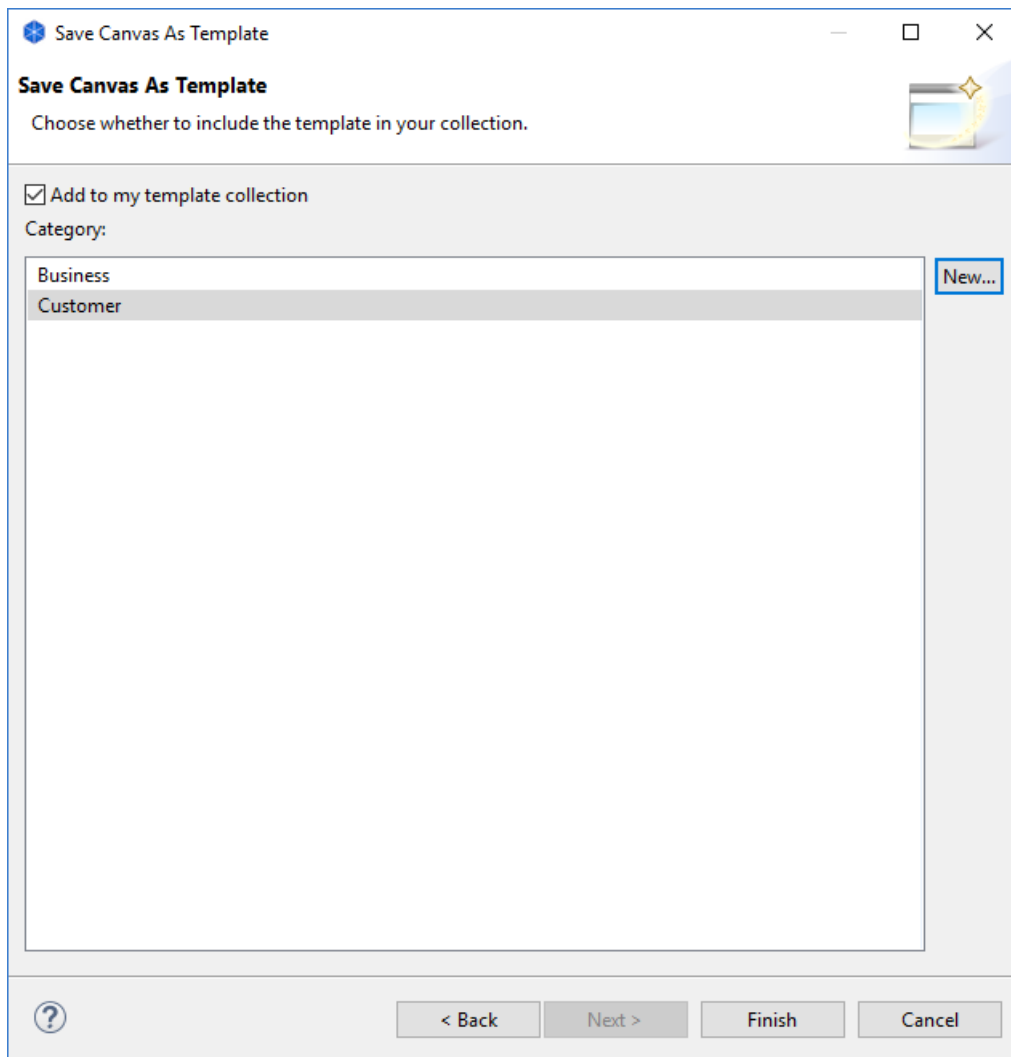 Save Canvas As Template
Save Canvas As Template
Choose whether to include the template in your collection.
Add to my template collection
Category:
Business
New...
Customer
?
< Back
Next >
Finish
Cancel